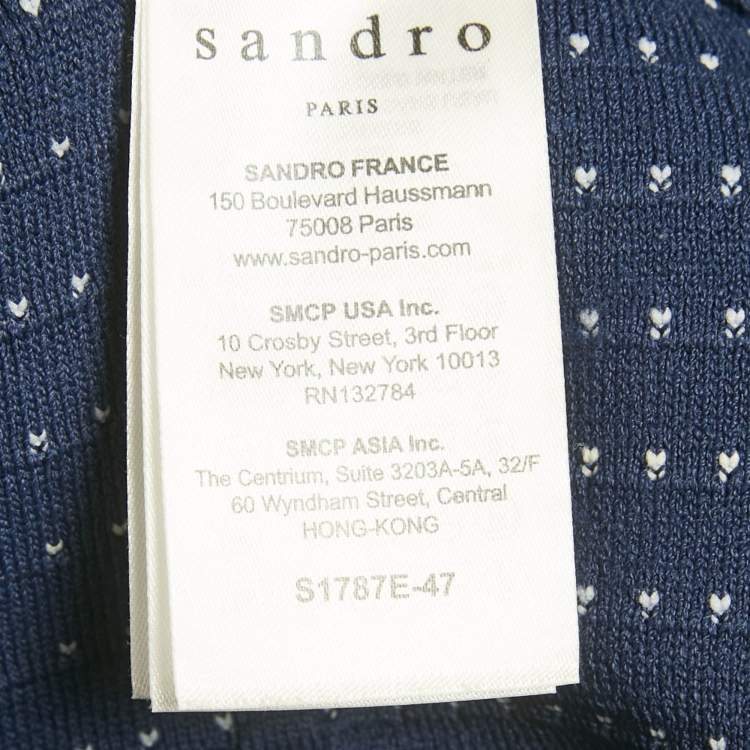 sandro
PARIS
SANDRO FRANCE
150 Boulevard Haussmann
75008 Paris
www.sandro-paris.com
SMCP USA Inc.
10 Crosby Street, 3rd Floor
New York, New York 10013
RN132784
SMCP ASIA Inc.
The Centrium, Suite 3203A-5A, 32/F
60 Wyndham Street, Central
HONG-KONG
S1787E-47